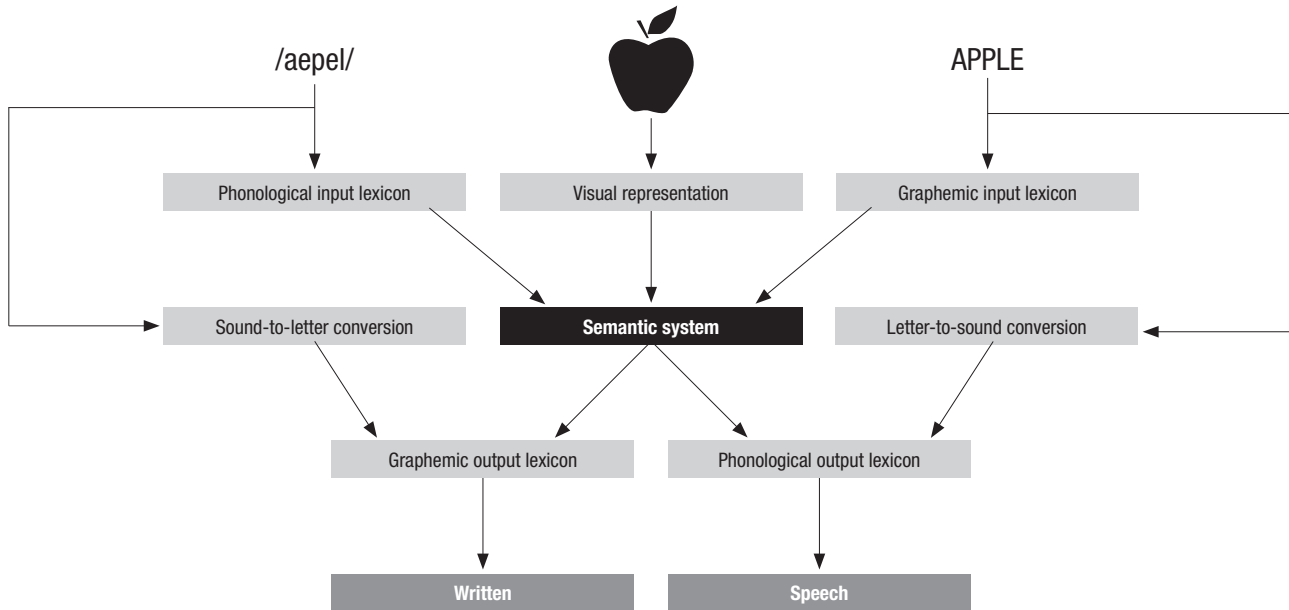 /aepel/
APPLE
Phonological input lexicon
Visual representation
Graphemic input lexicon
Sound-to-letter conversion
Semantic system
Letter-to-sound conversion
Graphemic output lexicon
Phonological output lexicon
Written
Speech